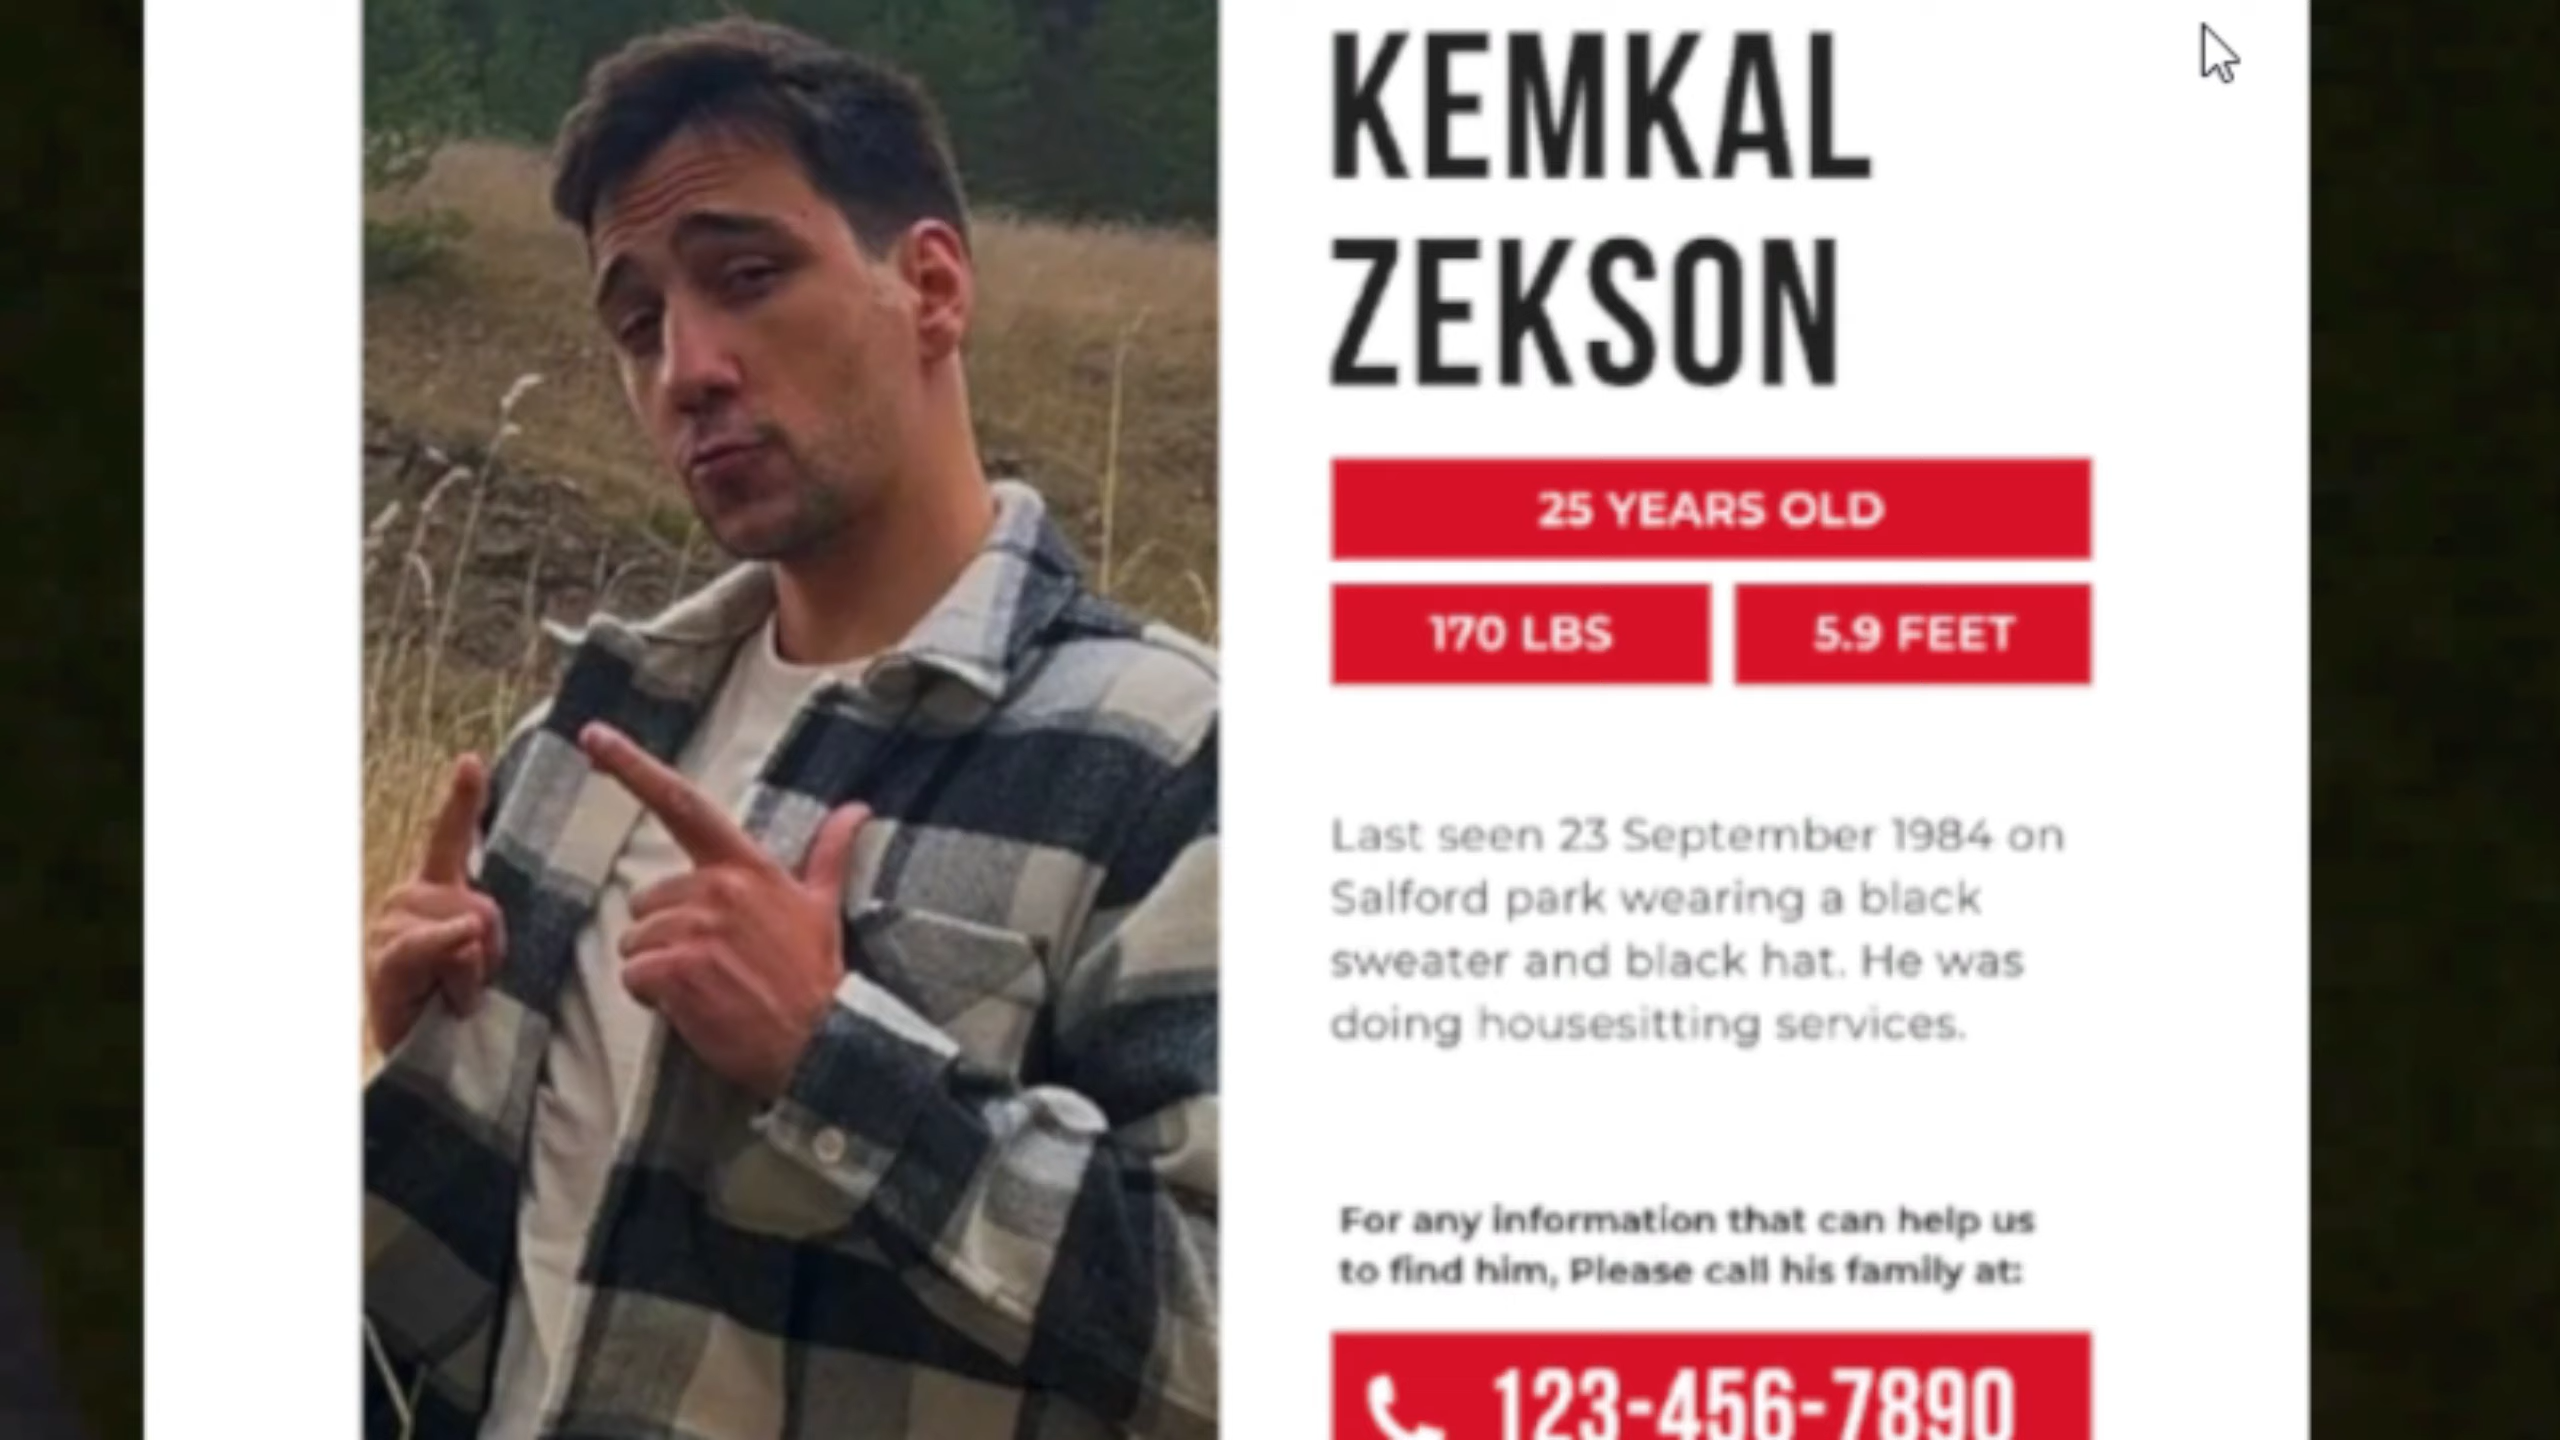 KEMKAL
ZEKSON
25 YEARS OLD
170 LBS
5.9 FEET
Last seen 23 September 1984 on
Salford park wearing a black
sweater and black hat. He was
doing housesitting services.
For any information that can help us
to find him, Please call his family at:
123-456-7890